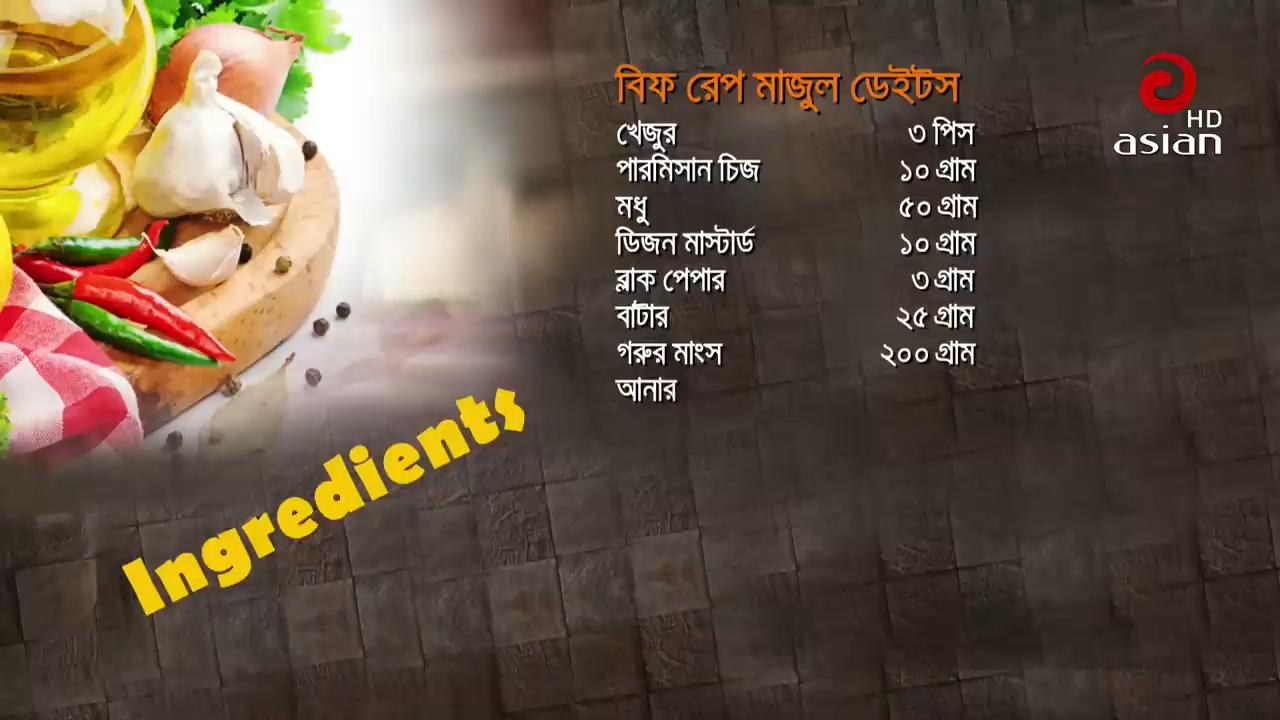 বিফ রেপ মাজুল ডেইটস
খেজুর ৩ পিস
পারমিসান চিজ ১০ গ্রাম
মধু ৫০ গ্রাম
ডিজন মাস্টার্ড ১০ গ্রাম
ব্লাক পেপার ৩ গ্রাম
বাটার ২৫ গ্রাম
গরুর মাংস ২০০ গ্রাম
আনার
Ingredients
HD
asian